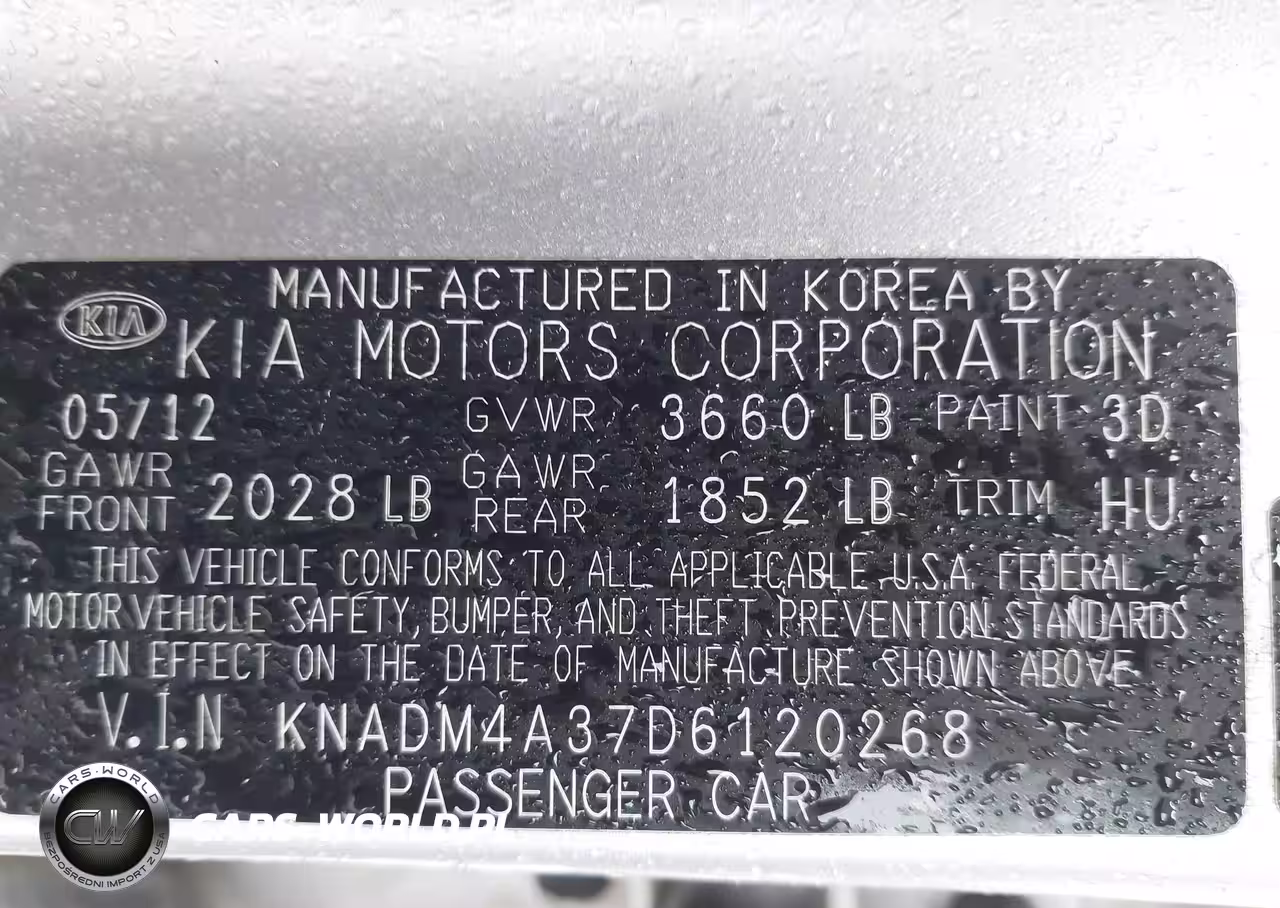 MANUFACTURED IN KOREA BY
KIA
KIA MOTORS CORPORATION
05/12 GVWR 3660 LB PAINT 3D
GAWR FRONT 2028 LB GAWR REAR 1852 LB TRIM HU
THIS VEHICLE CONFORMS TO ALL APPLICABLE U.S.A. FEDERAL
MOTOR VEHICLE SAFETY, BUMPER, AND THEFT PREVENTION STANDARDS
IN EFFECT ON THE DATE OF MANUFACTURE SHOWN ABOVE.
V.I.N KNADM4A37D6120268
PASSENGER CAR
CARS-WORLD
CW
BEZPOŚREDNI IMPORT Z USA
CARS-WORLD.PL